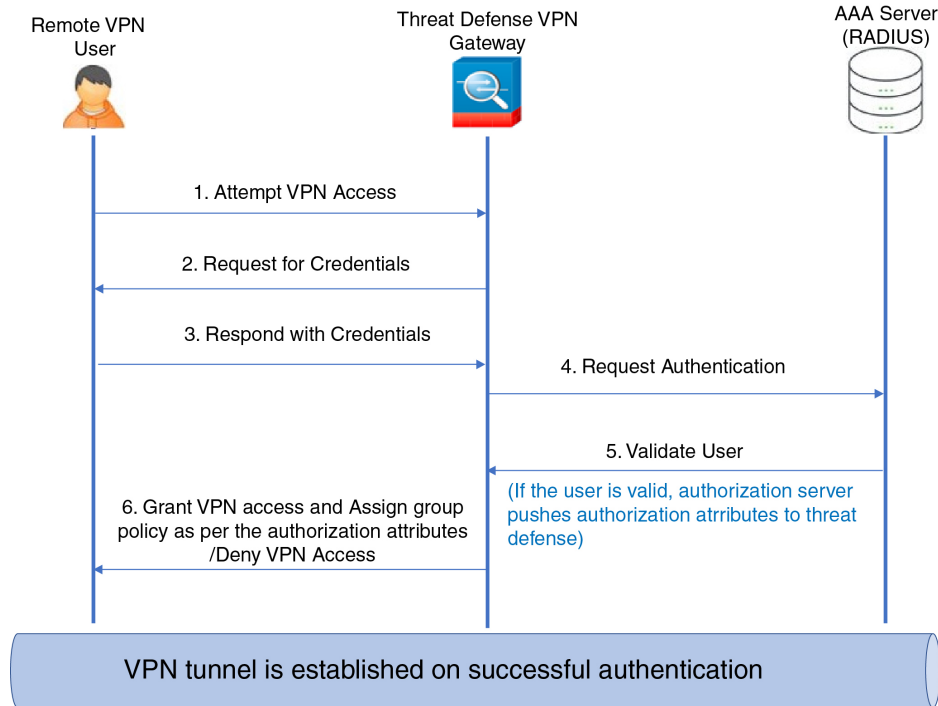 Remote VPN
User
Threat Defense VPN
Gateway
AAA Server
(RADIUS)
1. Attempt VPN Access
2. Request for Credentials
3. Respond with Credentials
4. Request Authentication
5. Validate User
(If the user is valid, authorization server
pushes authorization atrributes to threat
defense)
6. Grant VPN access and Assign group
policy as per the authorization attributes
/Deny VPN Access
VPN tunnel is established on successful authentication